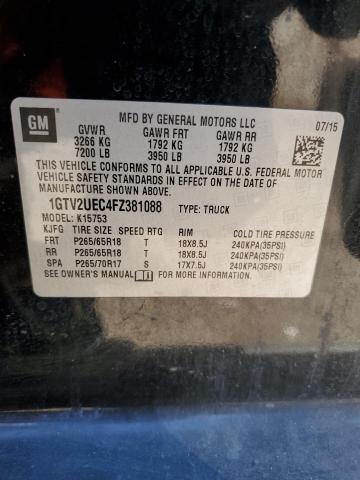 GM
MFD BY GENERAL MOTORS LLC
07/15
GVWR GAWR FRT GAWR RR
3266 KG 1792 KG 1792 KG
7200 LB 3950 LB 3950 LB
THIS VEHICLE CONFORMS TO ALL APPLICABLE U.S. FEDERAL MOTOR
VEHICLE SAFETY STANDARDS IN EFFECT ON THE DATE OF
MANUFACTURE SHOWN ABOVE.
1GTV2UEC4FZ381088 TYPE: TRUCK
MODEL: K15753
KJFG TIRE SIZE SPEED RTG RIM COLD TIRE PRESSURE
FRT P265/65R18 T 18X8.5J 240KPA(35PSI)
RR P265/65R18 T 18X8.5J 240KPA(35PSI)
SPA P265/70R17 S 17X7.5J 240KPA(35PSI)
SEE OWNER'S MANUAL FOR MORE INFORMATION.